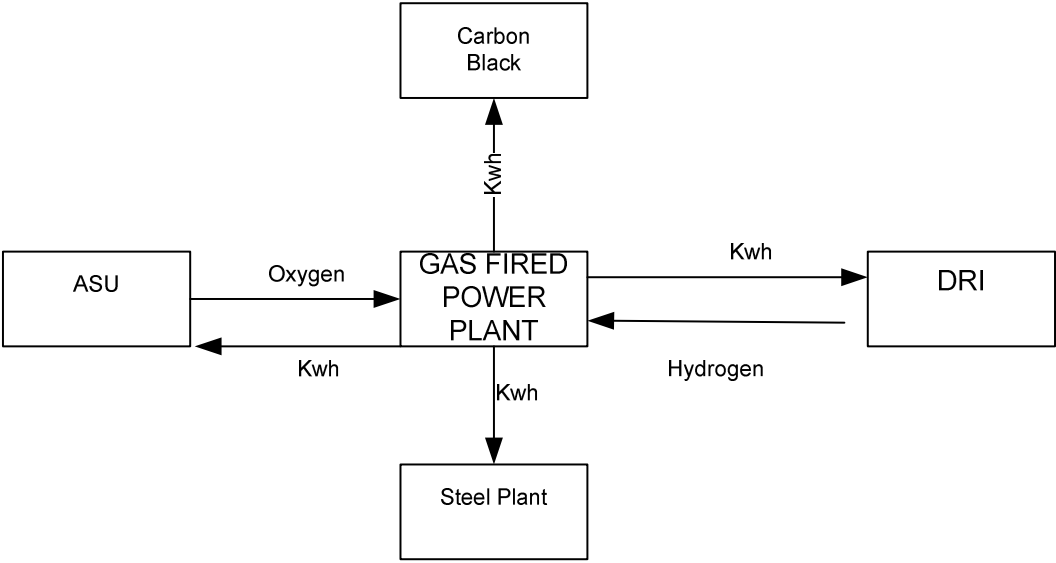 Carbon
Black
Kwh
ASU
Oxygen
GAS FIRED
POWER
PLANT
Kwh
DRI
Kwh
Hydrogen
Kwh
Steel Plant